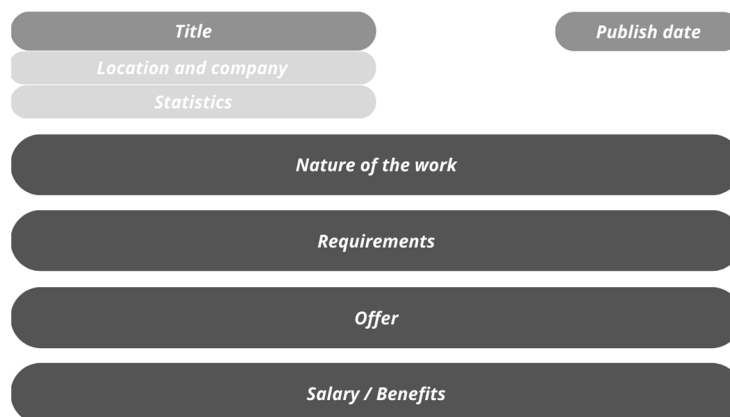 Title
Publish date
Location and company
Statistics
Nature of the work
Requirements
Offer
Salary / Benefits